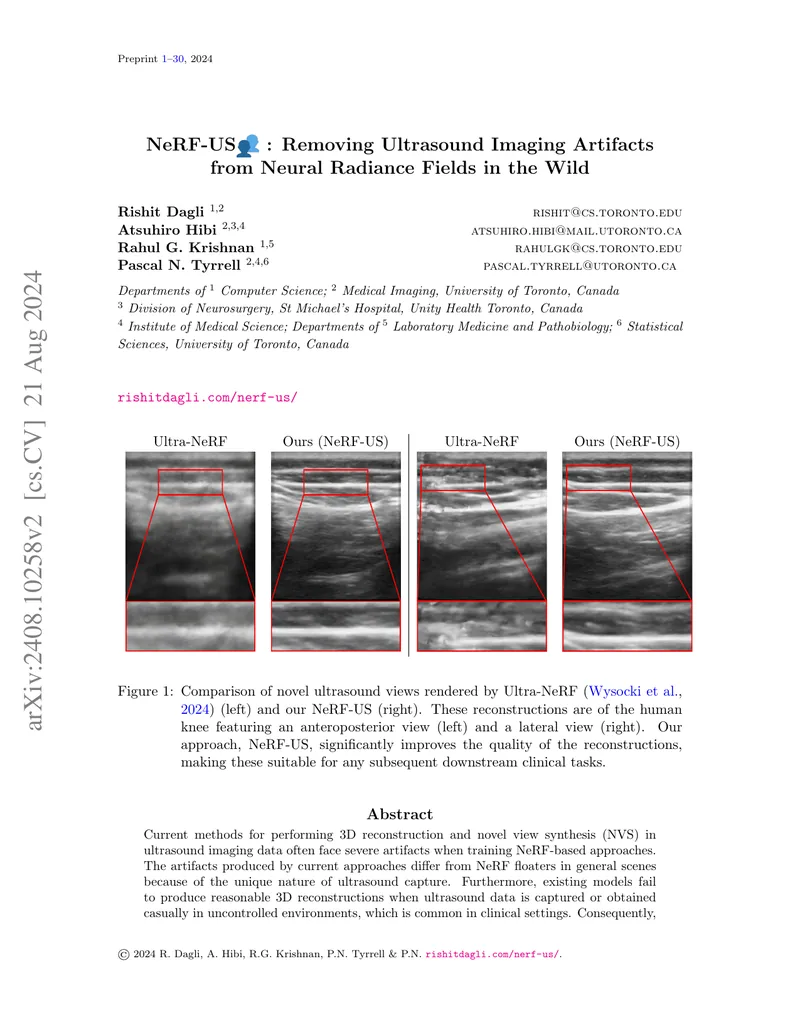 Preprint 1–30, 2024
NeRF-US : Removing Ultrasound Imaging Artifacts
from Neural Radiance Fields in the Wild
Rishit Dagli 1,2 RISHIT@CS.TORONTO.EDU
Atsuhiro Hibi 2,3,4 ATSUHIRO.HIBI@MAIL.UTORONTO.CA
Rahul G. Krishnan 1,5 RAHULGK@CS.TORONTO.EDU
Pascal N. Tyrrell 2,4,6 PASCAL.TYRRELL@UTORONTO.CA
Departments of 1 Computer Science; 2 Medical Imaging, University of Toronto, Canada
3 Division of Neurosurgery, St Michael's Hospital, Unity Health Toronto, Canada
4 Institute of Medical Science; Departments of 5 Laboratory Medicine and Pathobiology; 6 Statistical
Sciences, University of Toronto, Canada
rishitdagli.com/nerf-us/
arXiv:2408.10258v2 [cs.CV] 21 Aug 2024
Ultra-NeRF Ours (NeRF-US) Ultra-NeRF Ours (NeRF-US)
Figure 1: Comparison of novel ultrasound views rendered by Ultra-NeRF (Wysocki et al.,
2024) (left) and our NeRF-US (right). These reconstructions are of the human
knee featuring an anteroposterior view (left) and a lateral view (right). Our
approach, NeRF-US, significantly improves the quality of the reconstructions,
making these suitable for any subsequent downstream clinical tasks.
Abstract
Current methods for performing 3D reconstruction and novel view synthesis (NVS) in
ultrasound imaging data often face severe artifacts when training NeRF-based approaches.
The artifacts produced by current approaches differ from NeRF floaters in general scenes
because of the unique nature of ultrasound capture. Furthermore, existing models fail
to produce reasonable 3D reconstructions when ultrasound data is captured or obtained
casually in uncontrolled environments, which is common in clinical settings. Consequently,
© 2024 R. Dagli, A. Hibi, R.G. Krishnan, P.N. Tyrrell & P.N. rishitdagli.com/nerf-us/.